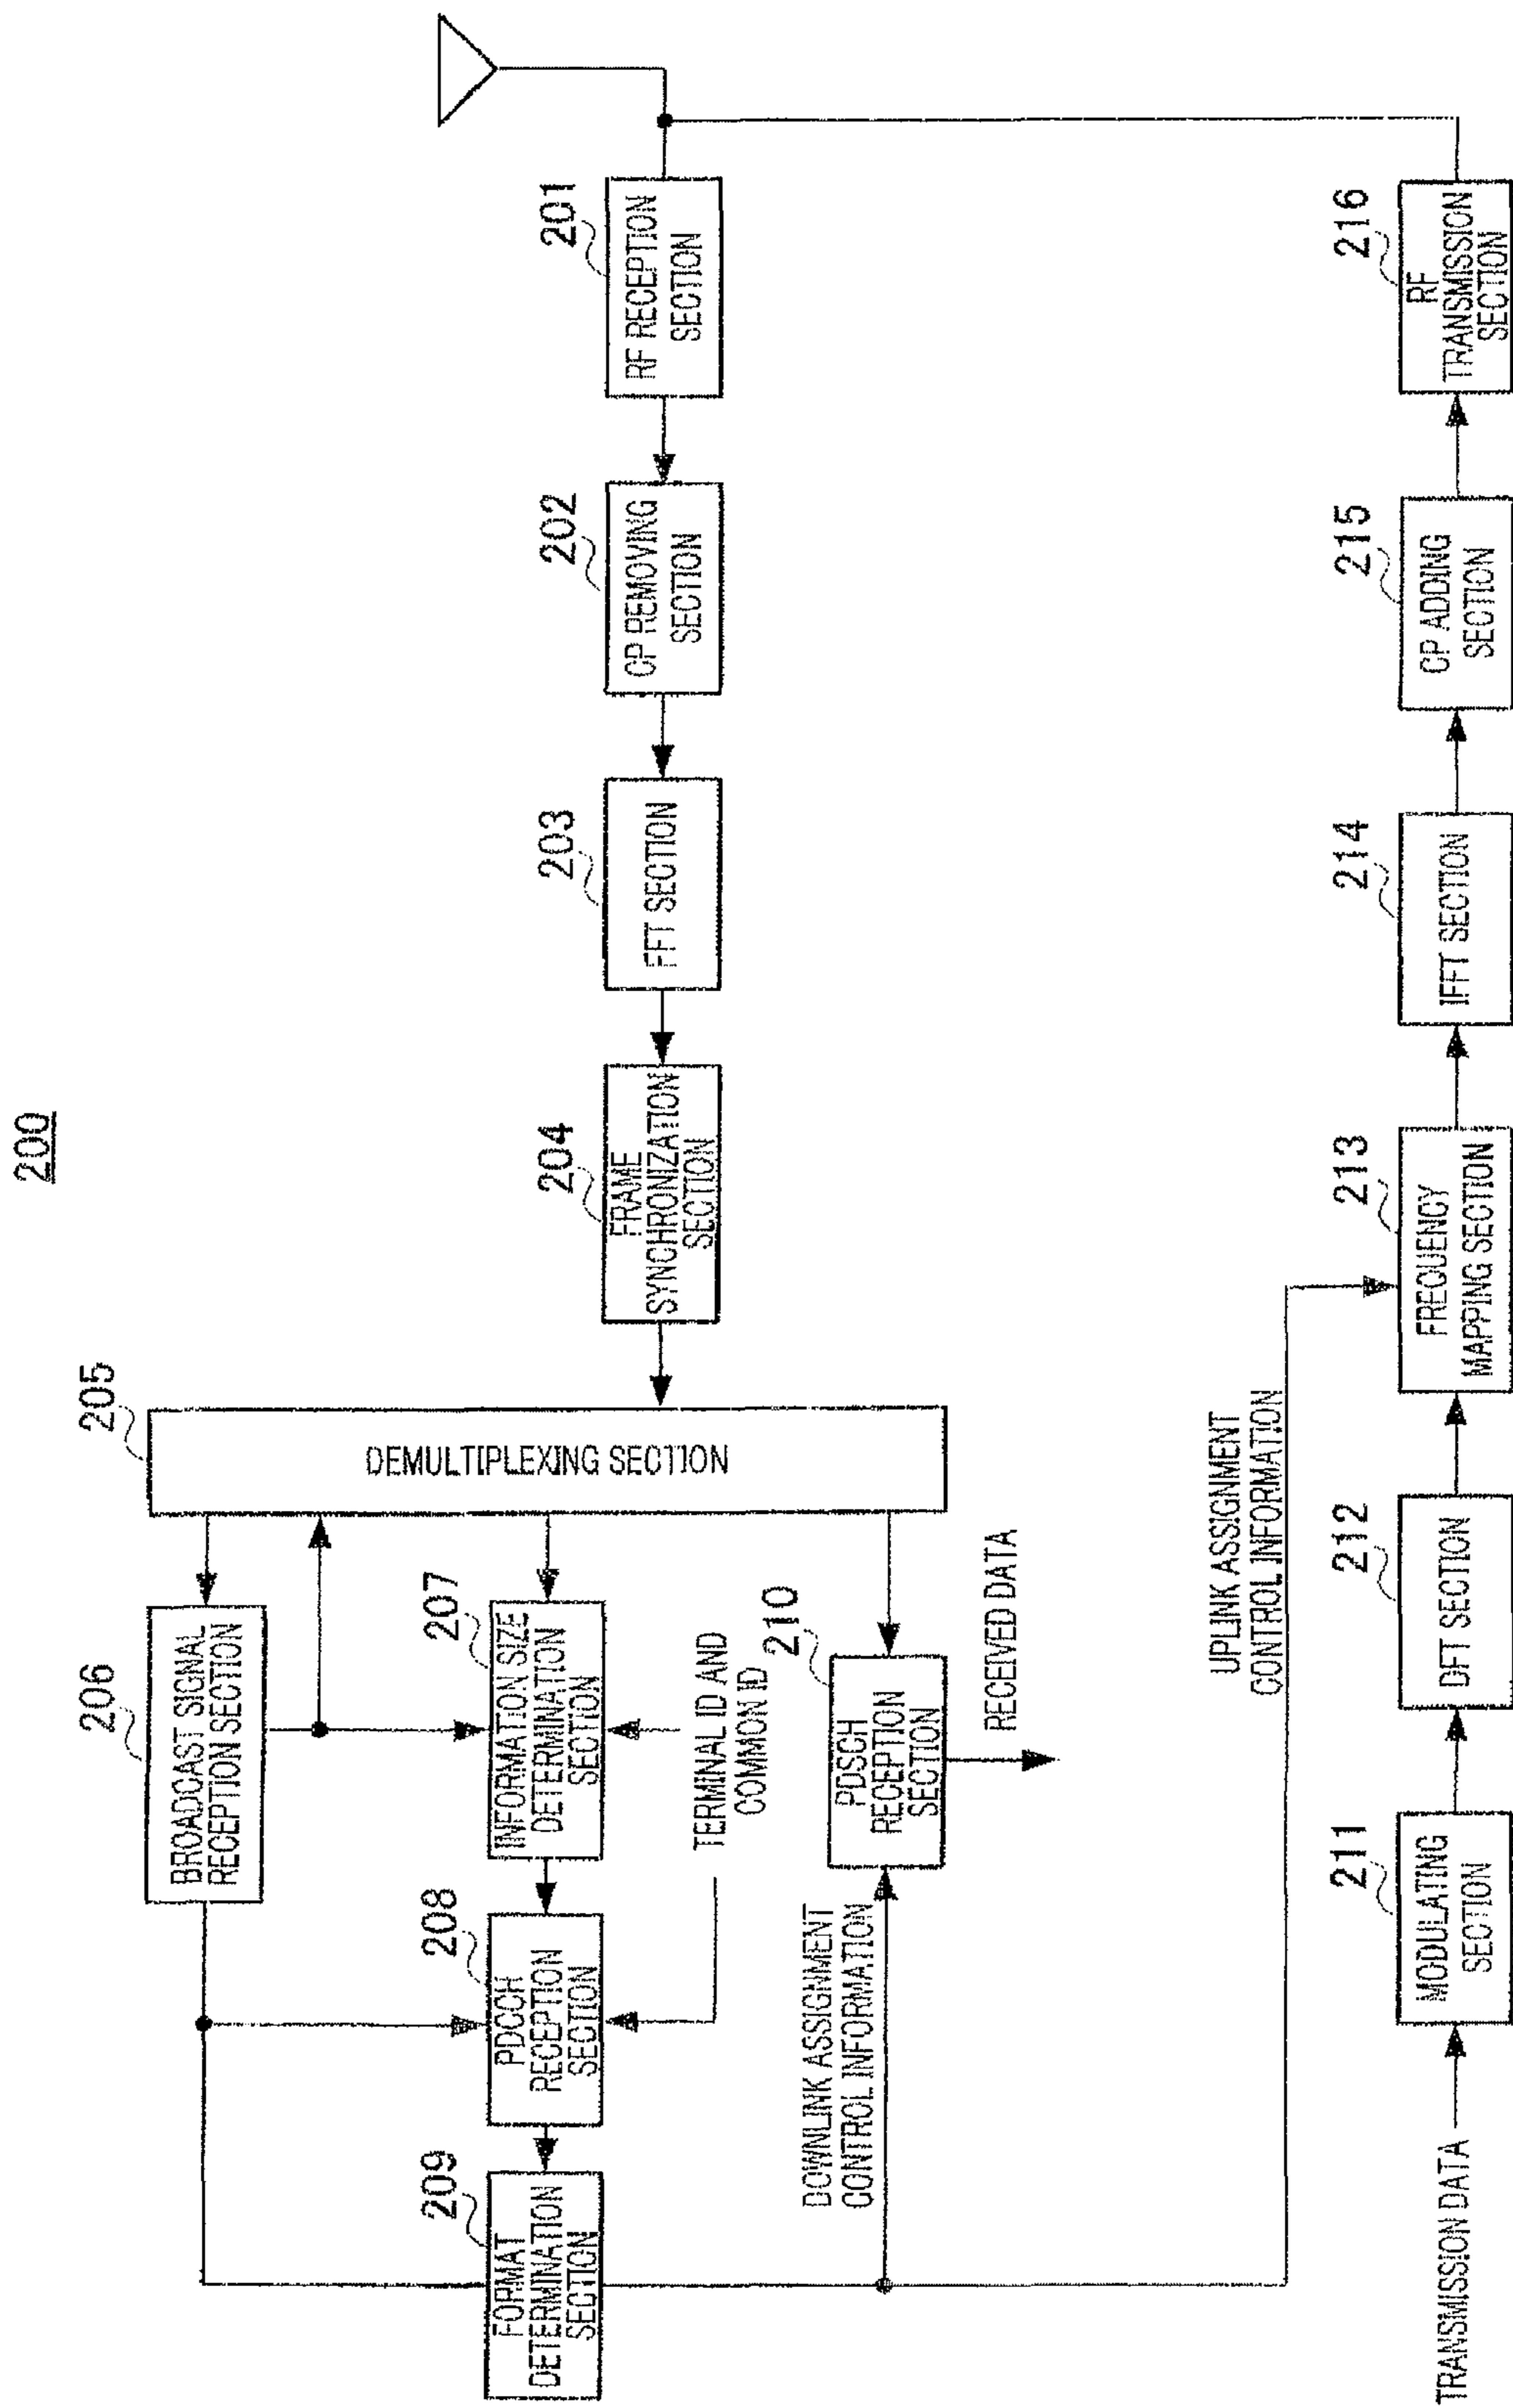 200
201
RF RECEPTION
SECTION
202
CP REMOVING
SECTION
203
FFT SECTION
204
FRAME
SYNCHRONIZATION
SECTION
205
DEMULTIPLEXING SECTION
206
BROADCAST SIGNAL
RECEPTION SECTION
207
INFORMATION SIZE
DETERMINATION
SECTION
208
PDCCH
RECEPTION
SECTION
209
FORMAT
DETERMINATION
SECTION
TERMINAL ID AND
COMMON ID
210
PDSCH
RECEPTION
SECTION
RECEIVED DATA
DOWNLINK ASSIGNMENT
CONTROL INFORMATION
UPLINK ASSIGNMENT
CONTROL INFORMATION
TRANSMISSION DATA
211
MODULATING
SECTION
212
DFT SECTION
213
FREQUENCY
MAPPING SECTION
214
IFFT SECTION
215
CP ADDING
SECTION
216
RF
TRANSMISSION
SECTION